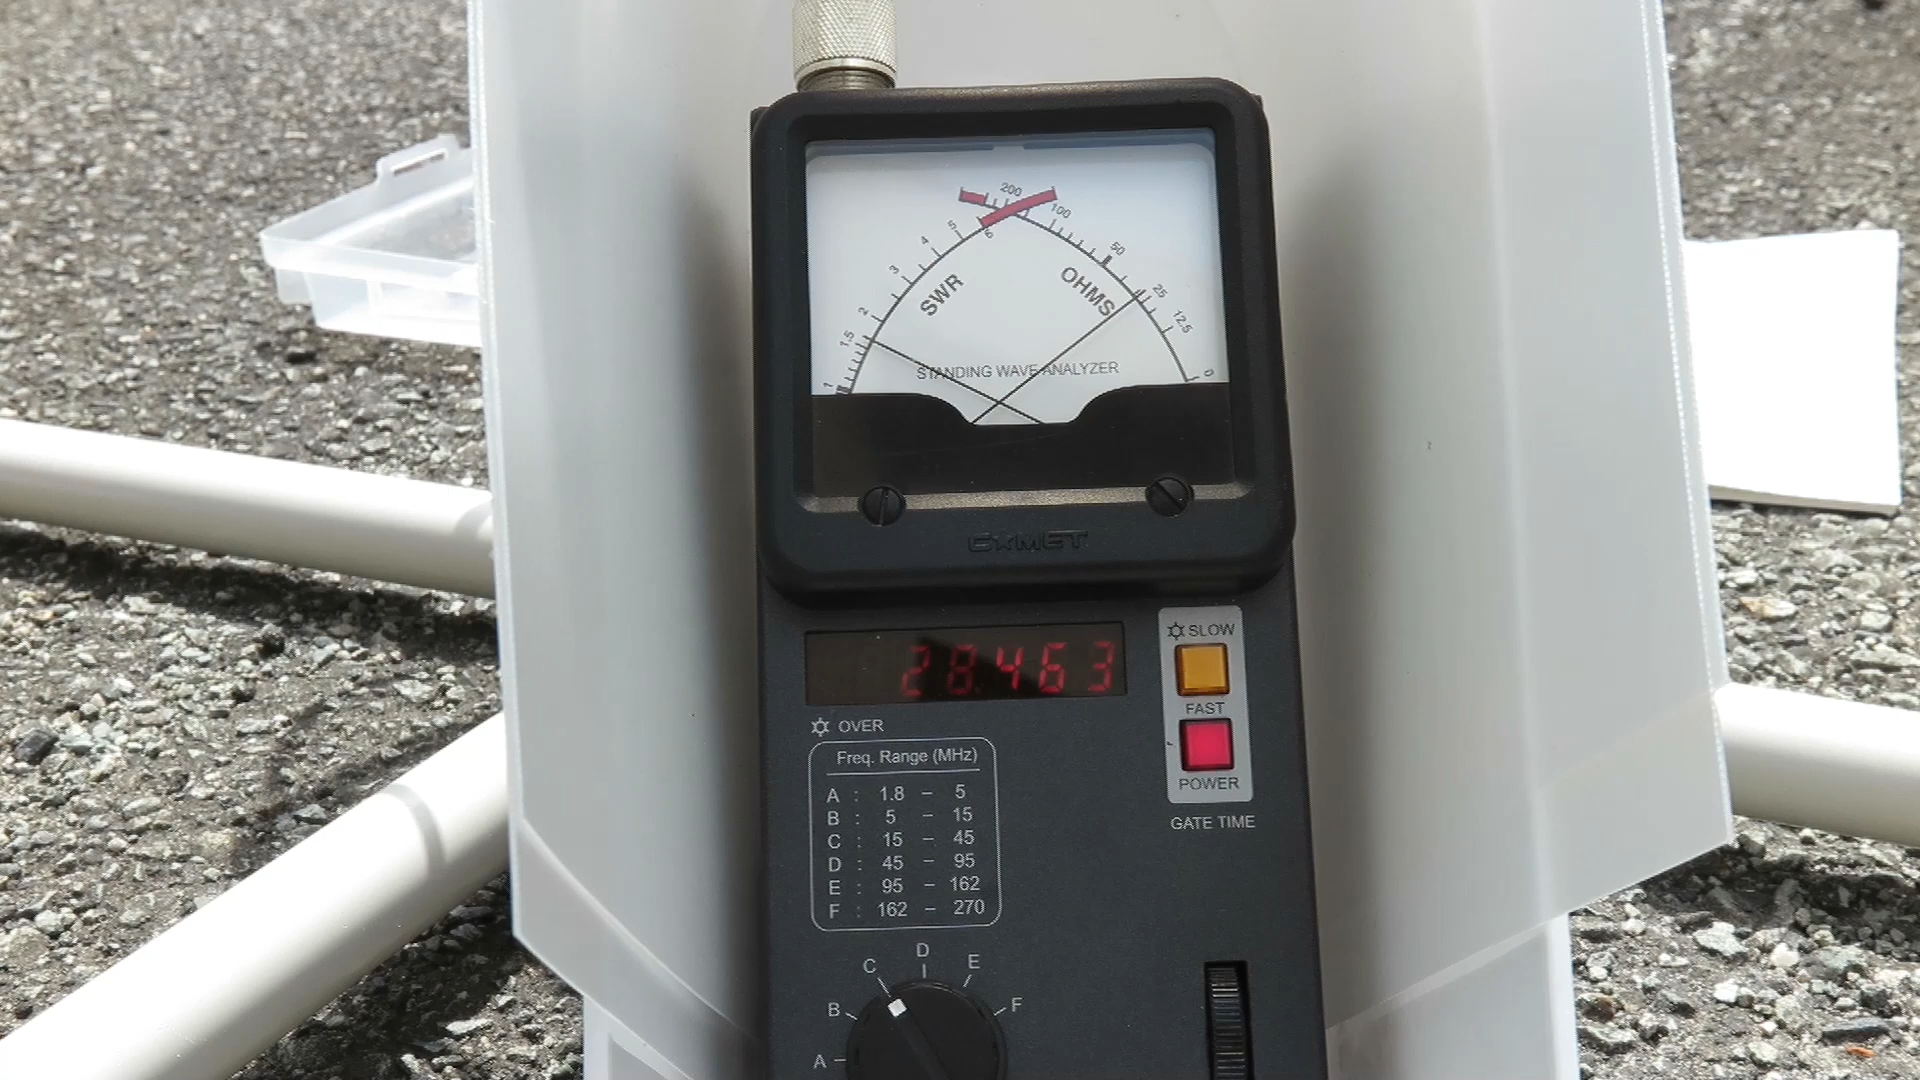 200
100
5
6
4
50
3
25
2
12.5
1.5
1
0
SWR
OHMS
STANDING WAVE ANALYZER
28.463
SLOW
FAST
POWER
GATE TIME
OVER
Freq. Range (MHz)
A : 1.8 – 5
B : 5 – 15
C : 15 – 45
D : 45 – 95
E : 95 – 162
F : 162 – 270
A
B
C
D
E
F